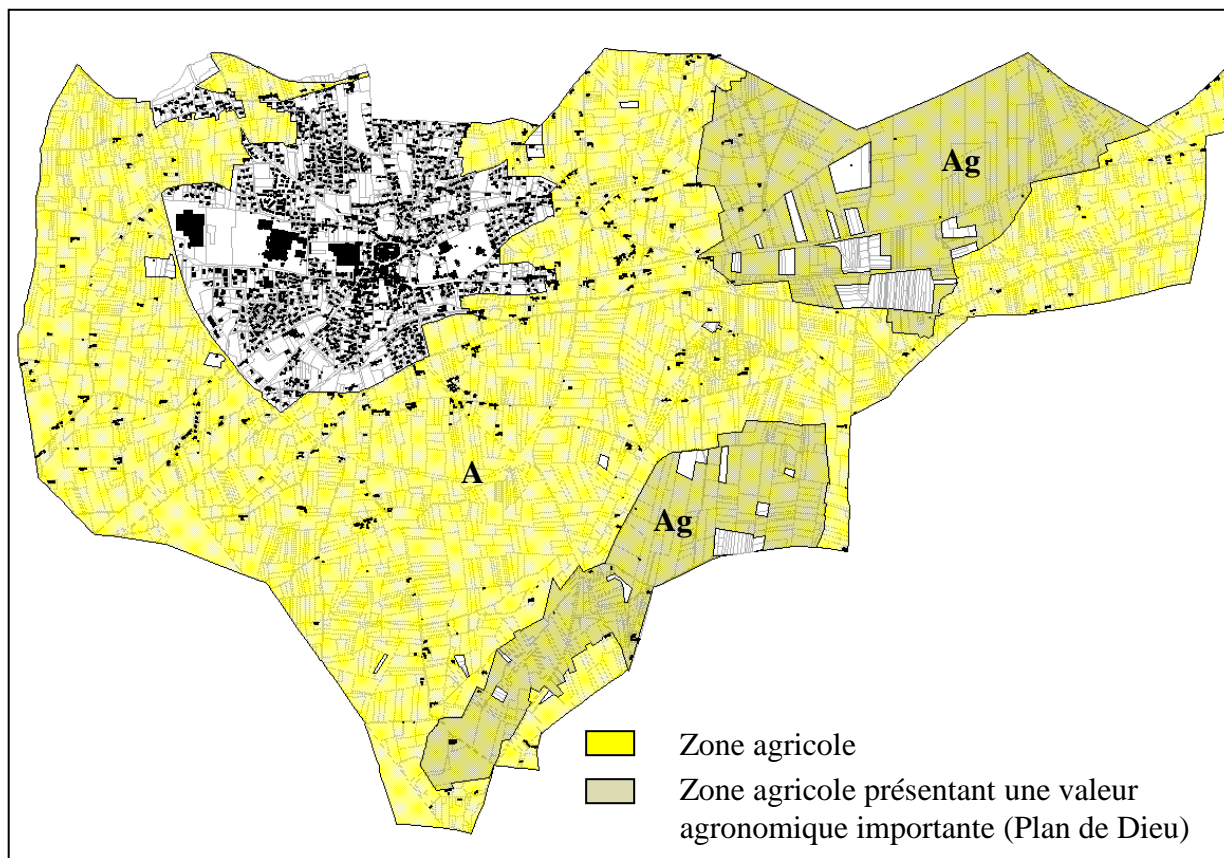 Ag
A
Ag
Zone agricole
Zone agricole présentant une valeur
agronomique importante (Plan de Dieu)